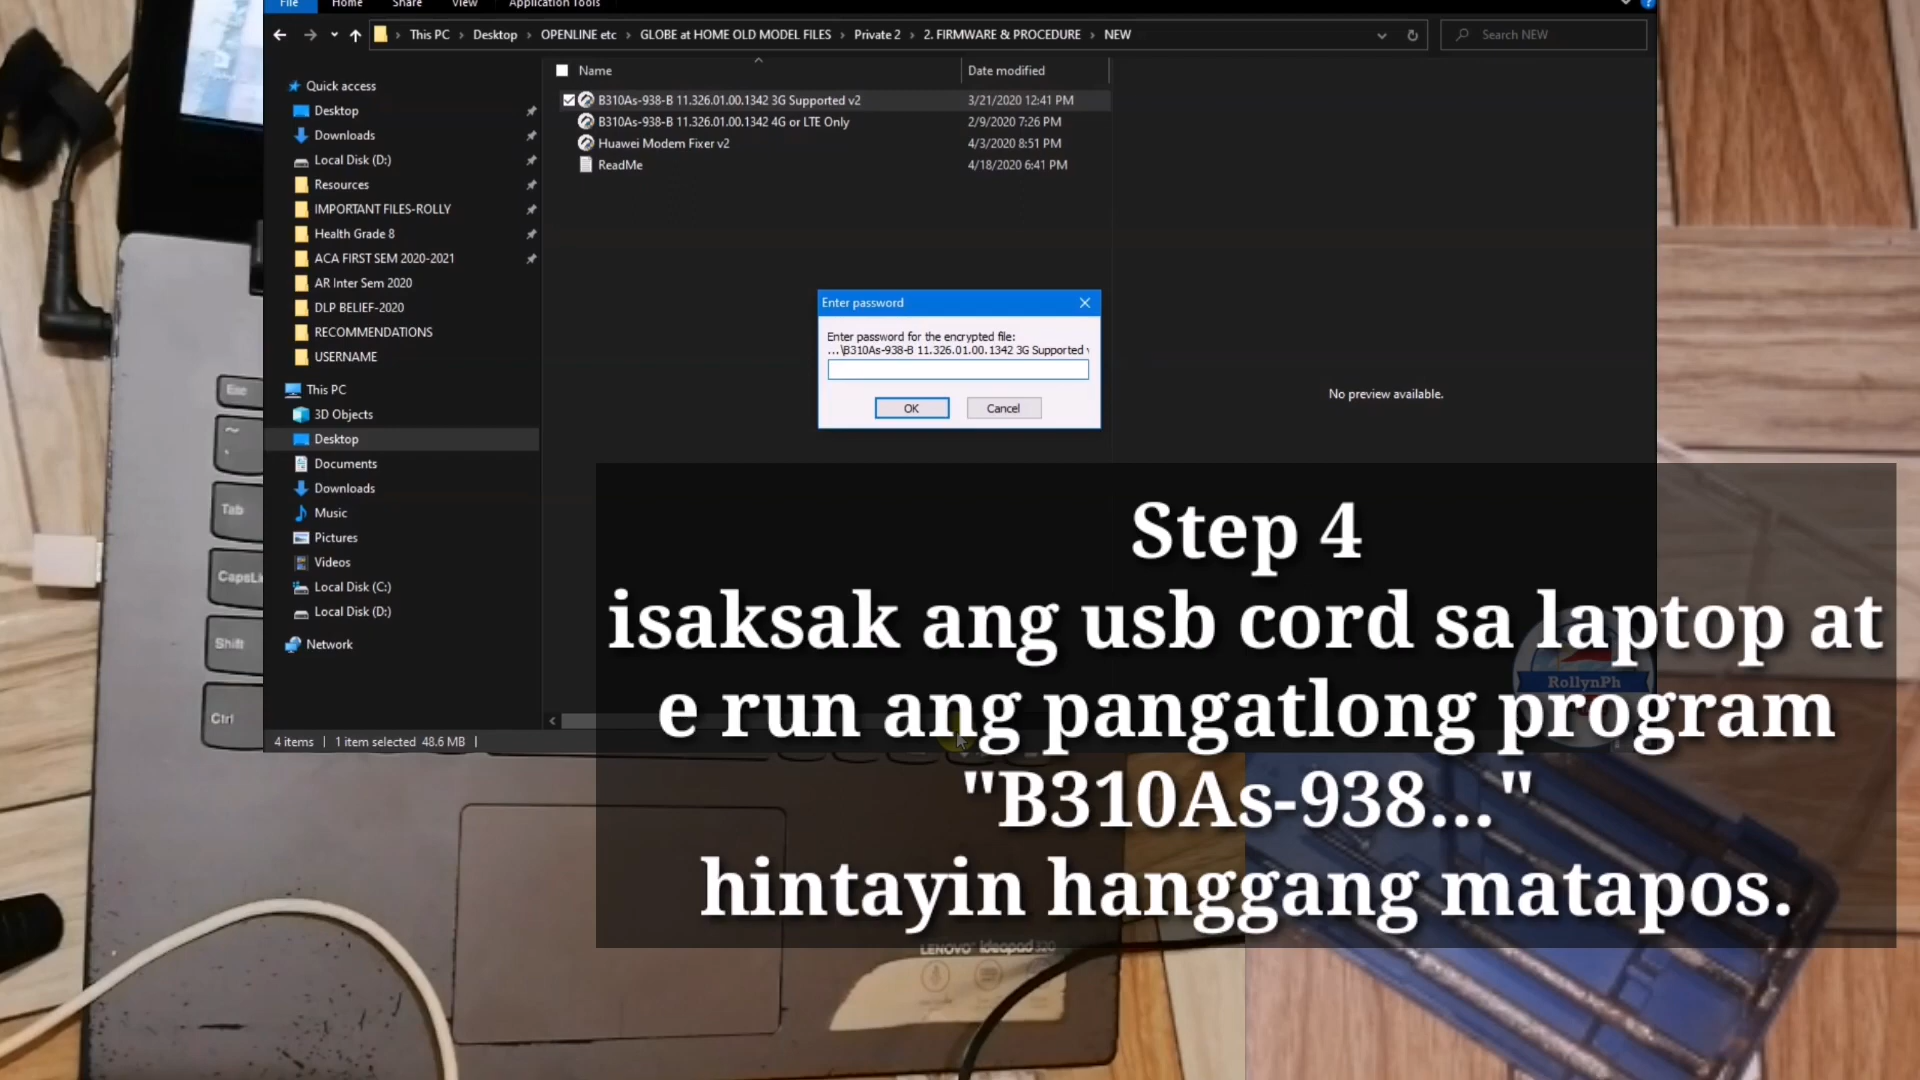 File Home Share View Application Tools
This PC › Desktop › OPENLINE etc › GLOBE at HOME OLD MODEL FILES › Private 2 › 2. FIRMWARE & PROCEDURE › NEW
Search NEW
Name Date modified
B310As-938-B 11.326.01.00.1342 3G Supported v2 3/21/2020 12:41 PM
B310As-938-B 11.326.01.00.1342 4G or LTE Only 2/9/2020 7:26 PM
Huawei Modem Fixer v2 4/3/2020 8:51 PM
ReadMe 4/18/2020 6:41 PM
Quick access
Desktop
Downloads
Local Disk (D:)
Resources
IMPORTANT FILES-ROLLY
Health Grade 8
ACA FIRST SEM 2020-2021
AR Inter Sem 2020
DLP BELIEF-2020
RECOMMENDATIONS
USERNAME
This PC
3D Objects
Desktop
Documents
Downloads
Music
Pictures
Videos
Local Disk (C:)
Local Disk (D:)
Network
Enter password
Enter password for the encrypted file:
...\B310As-938-B 11.326.01.00.1342 3G Supported
OK Cancel
No preview available.
4 items | 1 item selected 48.6 MB |
Step 4
isaksak ang usb cord sa laptop at
e run ang pangatlong program
"B310As-938..."
hintayin hanggang matapos.
RollynPh
Esc
~
Tab
CapsL
Shift
Ctrl
LENOVO ideapad 320